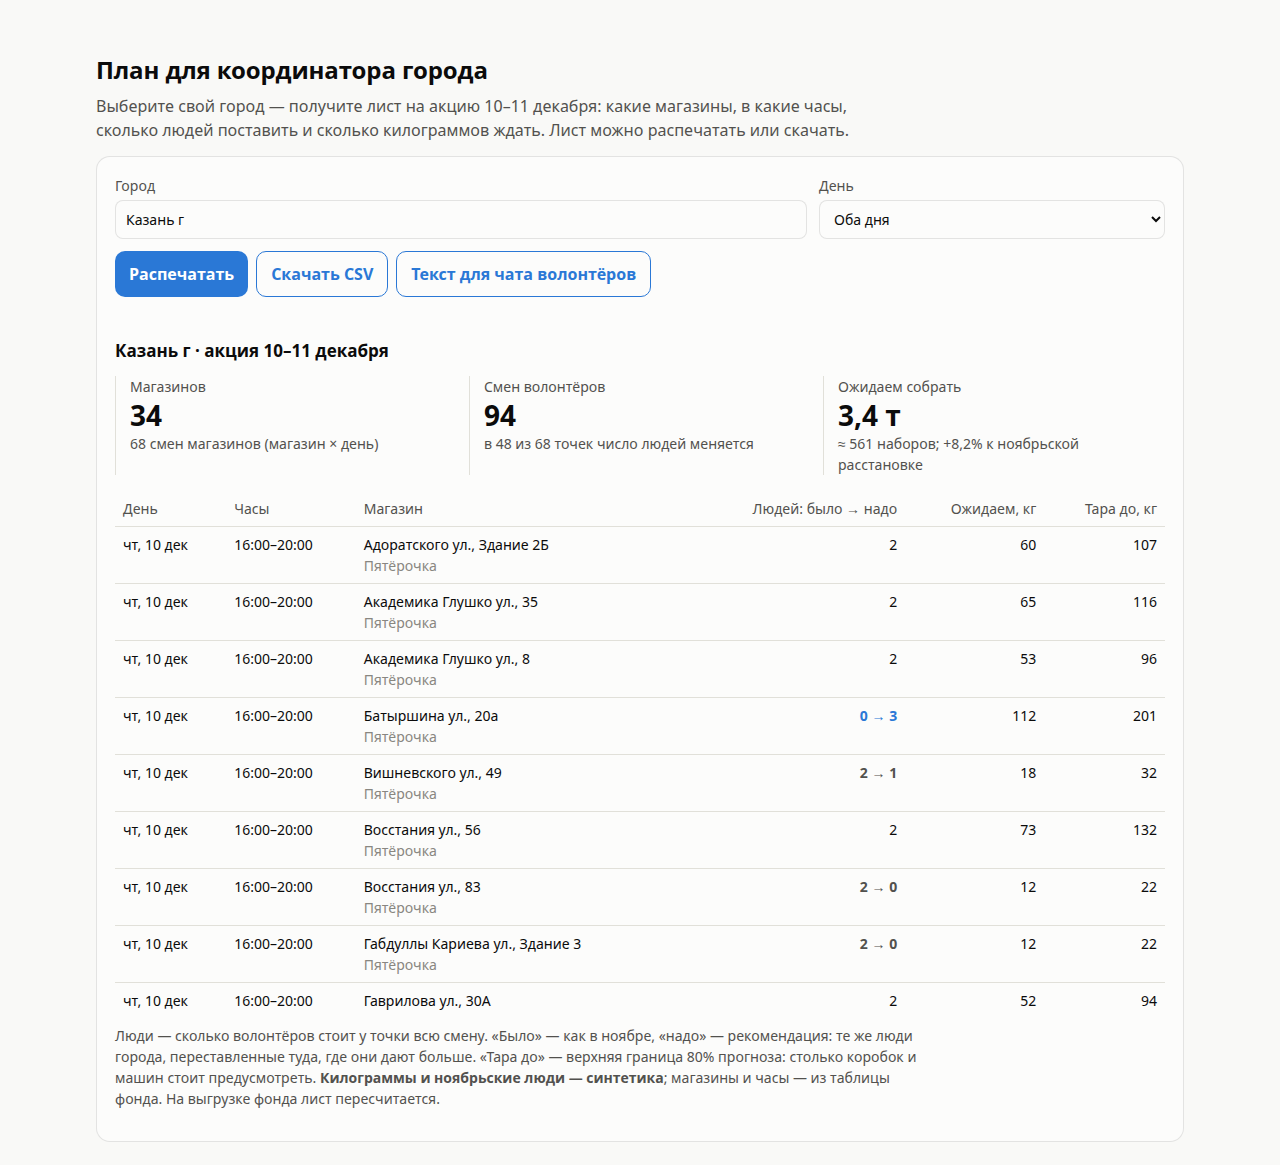 План для координатора города
Выберите свой город — получите лист на акцию 10–11 декабря: какие магазины, в какие часы,
сколько людей поставить и сколько килограммов ждать. Лист можно распечатать или скачать.
Город День
Казань г Оба дня
Распечатать Скачать CSV Текст для чата волонтёров
Казань г · акция 10–11 декабря
Магазинов Смен волонтёров Ожидаем собрать
34 94 3,4 т
68 смен магазинов (магазин × день) в 48 из 68 точек число людей меняется ≈ 561 наборов; +8,2% к ноябрьской
расстановке
День Часы Магазин Людей: было → надо Ожидаем, кг Тара до, кг
чт, 10 дек 16:00–20:00 Адоратского ул., Здание 2Б 2 60 107
Пятёрочка
чт, 10 дек 16:00–20:00 Академика Глушко ул., 35 2 65 116
Пятёрочка
чт, 10 дек 16:00–20:00 Академика Глушко ул., 8 2 53 96
Пятёрочка
чт, 10 дек 16:00–20:00 Батыршина ул., 20а 0 → 3 112 201
Пятёрочка
чт, 10 дек 16:00–20:00 Вишневского ул., 49 2 → 1 18 32
Пятёрочка
чт, 10 дек 16:00–20:00 Восстания ул., 56 2 73 132
Пятёрочка
чт, 10 дек 16:00–20:00 Восстания ул., 83 2 → 0 12 22
Пятёрочка
чт, 10 дек 16:00–20:00 Габдуллы Кариева ул., Здание 3 2 → 0 12 22
Пятёрочка
чт, 10 дек 16:00–20:00 Гаврилова ул., 30А 2 52 94
Люди — сколько волонтёров стоит у точки всю смену. «Было» — как в ноябре, «надо» — рекомендация: те же люди
города, переставленные туда, где они дают больше. «Тара до» — верхняя граница 80% прогноза: столько коробок и
машин стоит предусмотреть. Килограммы и ноябрьские люди — синтетика; магазины и часы — из таблицы
фонда. На выгрузке фонда лист пересчитается.